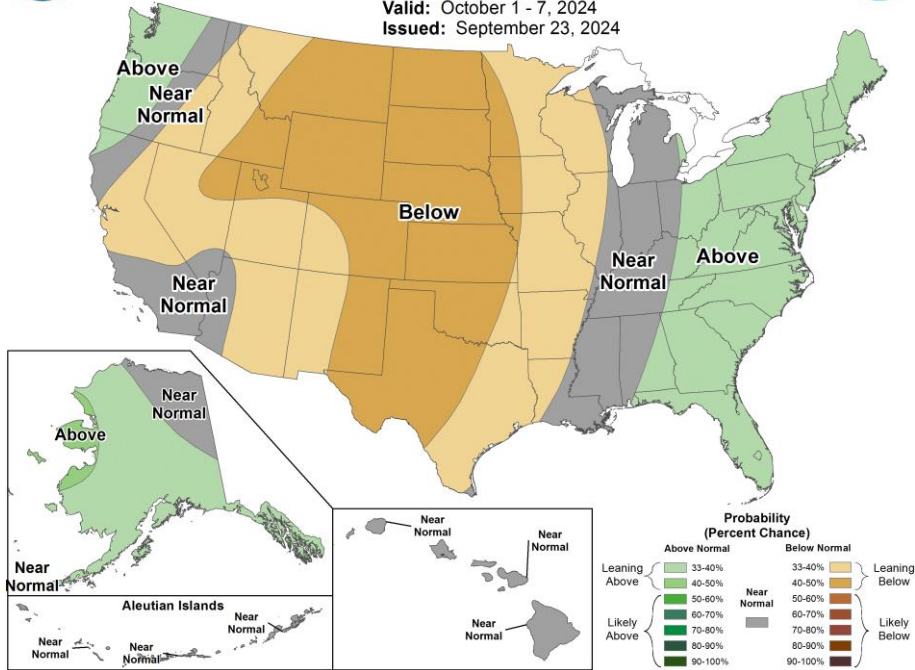 Valid: October 1 - 7, 2024
Issued: September 23, 2024
Above
Near
Normal
Below
Near
Normal
Near
Normal
Above
Near
Normal
Above
Near
Normal
Aleutian Islands
Near
Normal
Near
Normal
Near
Normal
Near
Normal
Near
Normal
Near
Normal
Probability
(Percent Chance)
Above Normal
Below Normal
Leaning
Above
33-40%
40-50%
Likely
Above
50-60%
60-70%
70-80%
80-90%
90-100%
Near
Normal
33-40%
40-50%
Leaning
Below
50-60%
60-70%
70-80%
80-90%
90-100%
Likely
Below